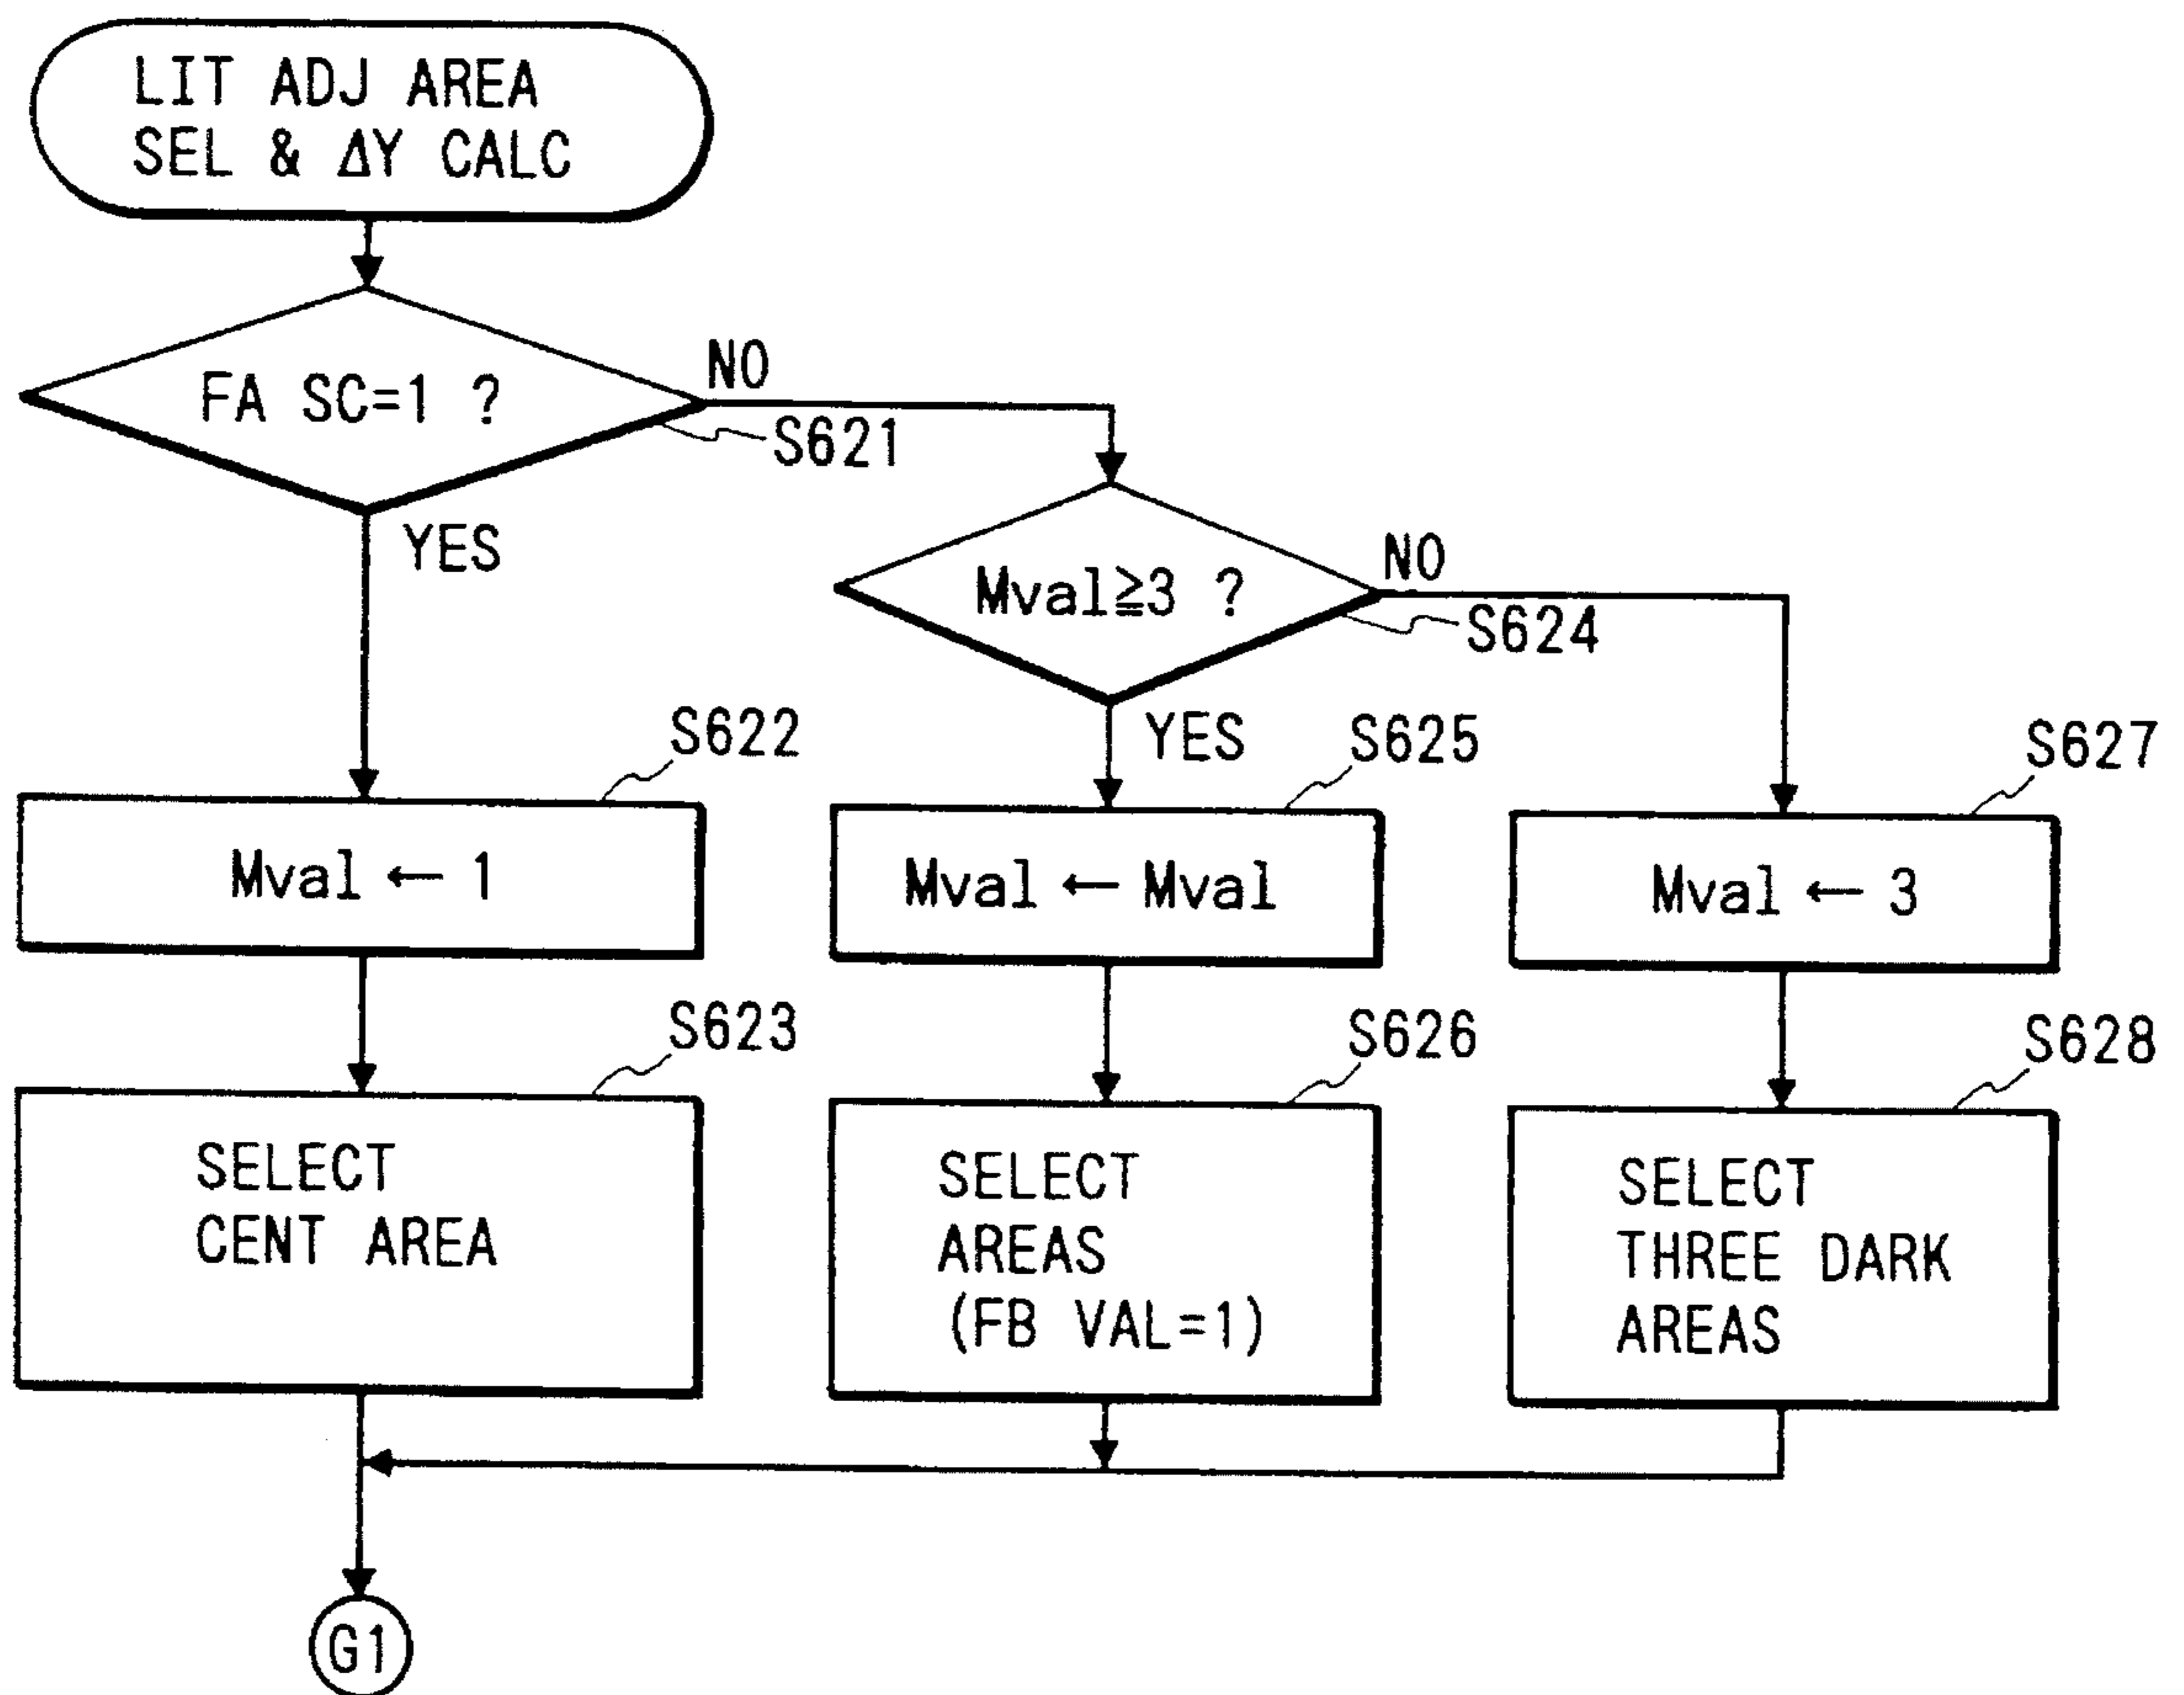 LIT ADJ AREA
SEL & ΔY CALC
FA SC=1 ?
NO
S621
YES
Mval≧3 ?
NO
S624
YES
S622
Mval ← 1
S625
Mval ← Mval
S627
Mval ← 3
S623
SELECT
CENT AREA
S626
SELECT
AREAS
(FB VAL=1)
S628
SELECT
THREE DARK
AREAS
G1